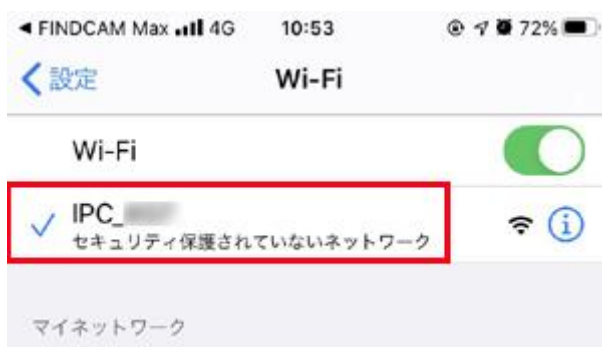 ◀ FINDCAM Max 4G 10:53 72%
設定 Wi-Fi
Wi-Fi
IPC_
セキュリティ保護されていないネットワーク
マイネットワーク